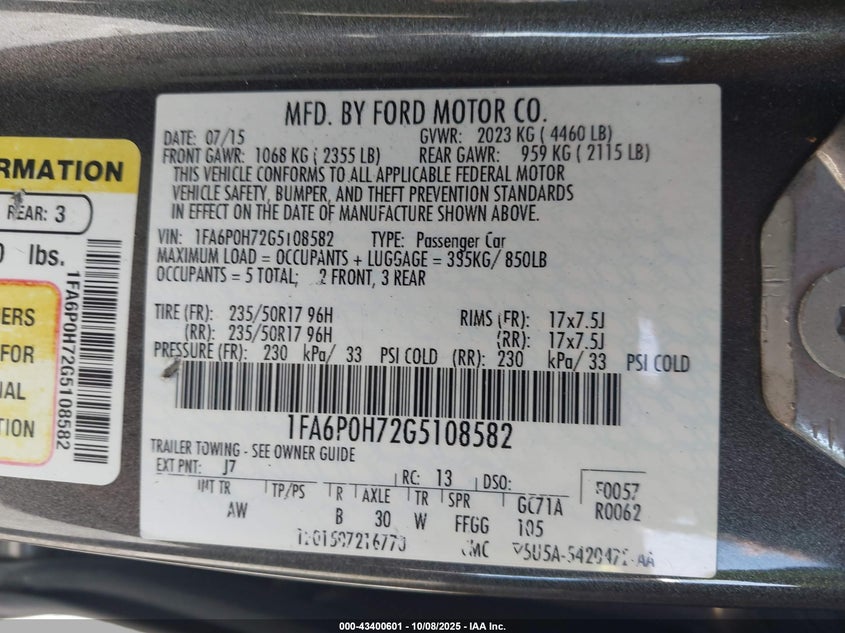 MFD. BY FORD MOTOR CO.
DATE: 07/15 GVWR: 2023 KG ( 4460 LB)
FRONT GAWR: 1068 KG ( 2355 LB) REAR GAWR: 959 KG ( 2115 LB)
THIS VEHICLE CONFORMS TO ALL APPLICABLE FEDERAL MOTOR
VEHICLE SAFETY, BUMPER, AND THEFT PREVENTION STANDARDS
IN EFFECT ON THE DATE OF MANUFACTURE SHOWN ABOVE.
VIN: 1FA6P0H72G5108582 TYPE: Passenger Car
MAXIMUM LOAD = OCCUPANTS + LUGGAGE = 395KG/ 850LB
OCCUPANTS = 5 TOTAL; 2 FRONT, 3 REAR
TIRE (FR): 235/50R17 96H RIMS (FR): 17x7.5J
(RR): 235/50R17 96H (RR): 17x7.5J
PRESSURE (FR): 230 kPa/ 33 PSI COLD (RR): 230 kPa/ 33 PSI COLD
1FA6P0H72G5108582
TRAILER TOWING - SEE OWNER GUIDE
EXT PNT: J7 RC: 13 DSO: F0057
INT TR TP/PS R AXLE TR SPR GC71A R0062
AW B 30 W FFGG 105
RMATION
REAR: 3
0 lbs.
1FA6P0H72G5108582
ERS
FOR
IAL
TION
000-43400601 - 10/08/2025 - IAA Inc.